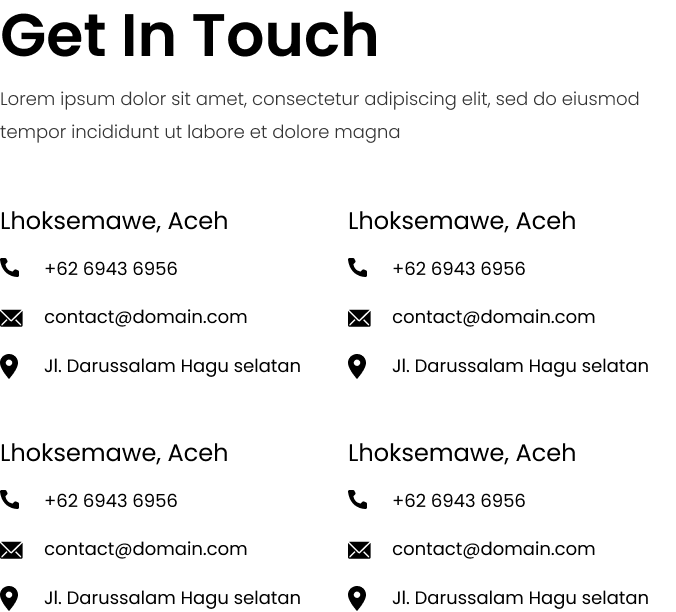 Get In Touch
Lorem ipsum dolor sit amet, consectetur adipiscing elit, sed do eiusmod
tempor incididunt ut labore et dolore magna
Lhoksemawe, Aceh
+62 6943 6956
contact@domain.com
Jl. Darussalam Hagu selatan
Lhoksemawe, Aceh
+62 6943 6956
contact@domain.com
Jl. Darussalam Hagu selatan
Lhoksemawe, Aceh
+62 6943 6956
contact@domain.com
Jl. Darussalam Hagu selatan
Lhoksemawe, Aceh
+62 6943 6956
contact@domain.com
Jl. Darussalam Hagu selatan